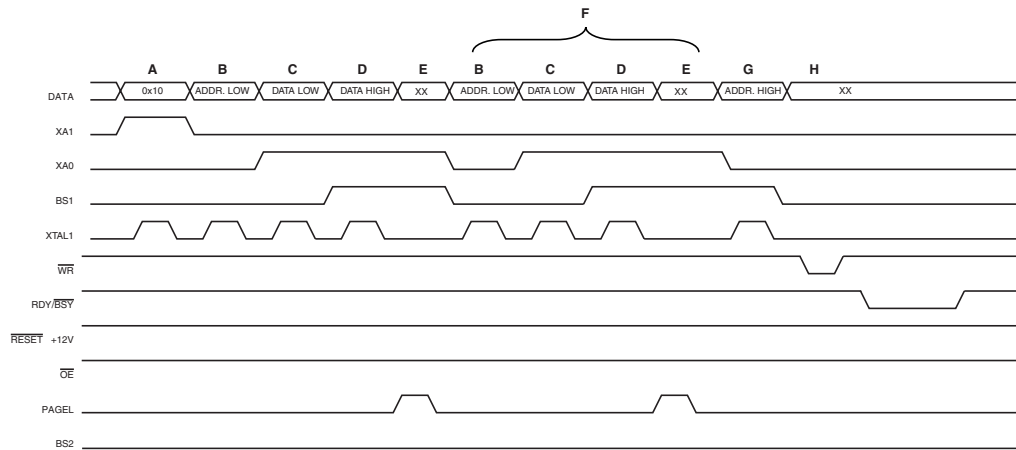 F
A B C D E B C D E G H
DATA 0x10 ADDR. LOW DATA LOW DATA HIGH XX ADDR. LOW DATA LOW DATA HIGH XX ADDR. HIGH XX
XA1
XA0
BS1
XTAL1
WR
RDY/BSY
RESET +12V
OE
PAGEL
BS2